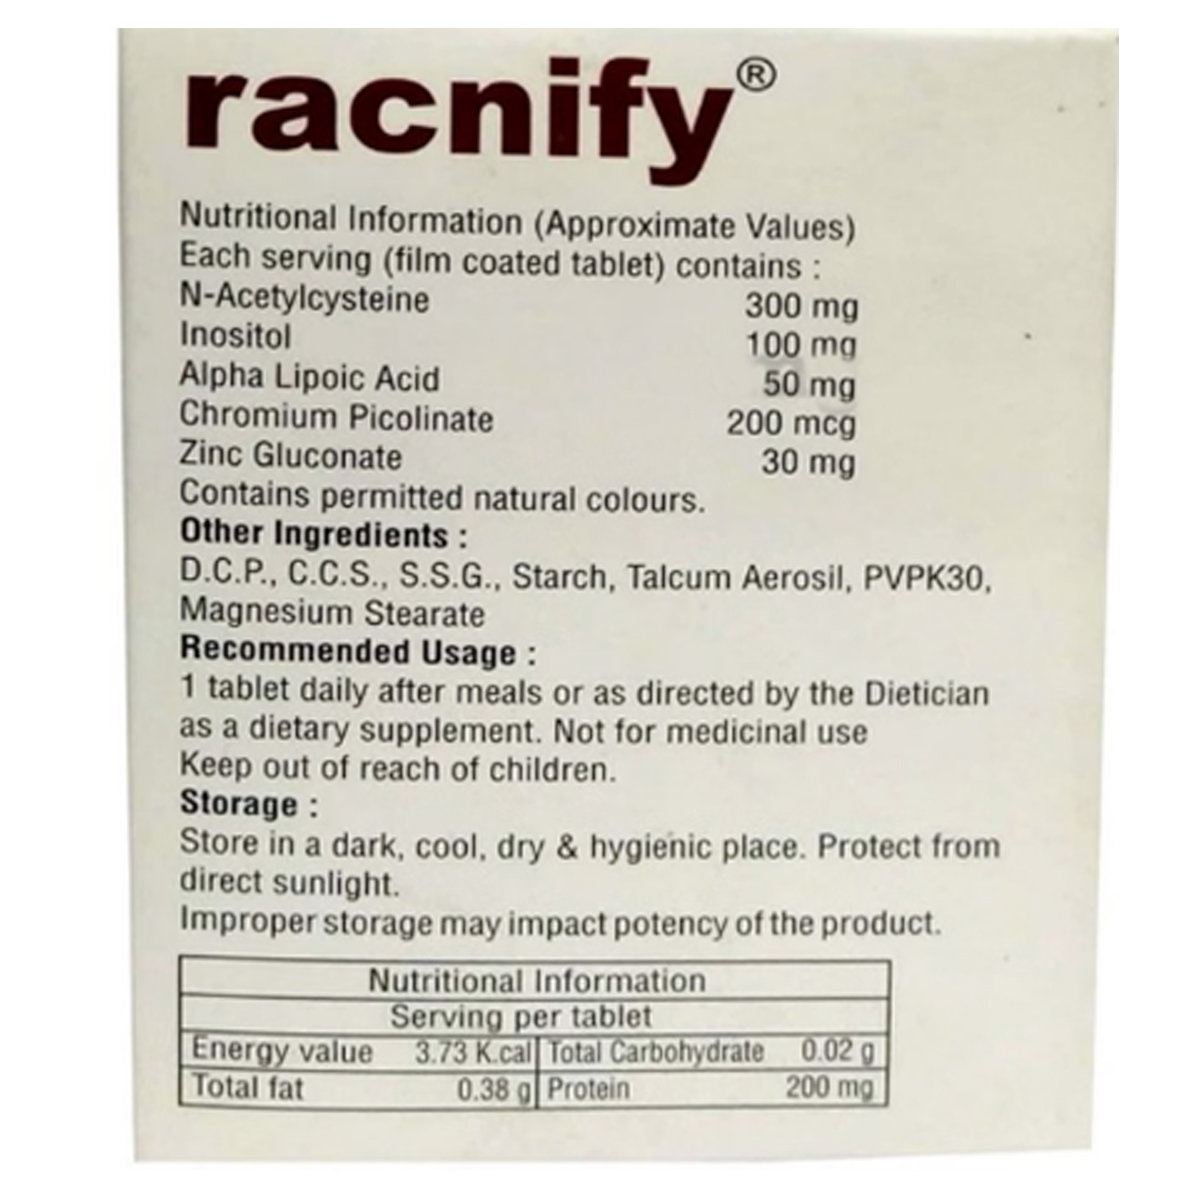 racnify®
Nutritional Information (Approximate Values)
Each serving (film coated tablet) contains :
N-Acetylcysteine 300 mg
Inositol 100 mg
Alpha Lipoic Acid 50 mg
Chromium Picolinate 200 mcg
Zinc Gluconate 30 mg
Contains permitted natural colours.
Other Ingredients :
D.C.P., C.C.S., S.S.G., Starch, Talcum Aerosil, PVPK30,
Magnesium Stearate
Recommended Usage :
1 tablet daily after meals or as directed by the Dietician
as a dietary supplement. Not for medicinal use
Keep out of reach of children.
Storage :
Store in a dark, cool, dry & hygienic place. Protect from
direct sunlight.
Improper storage may impact potency of the product.
Nutritional Information
Serving per tablet
Energy value 3.73 K.cal Total Carbohydrate 0.02 g
Total fat 0.38 g Protein 200 mg